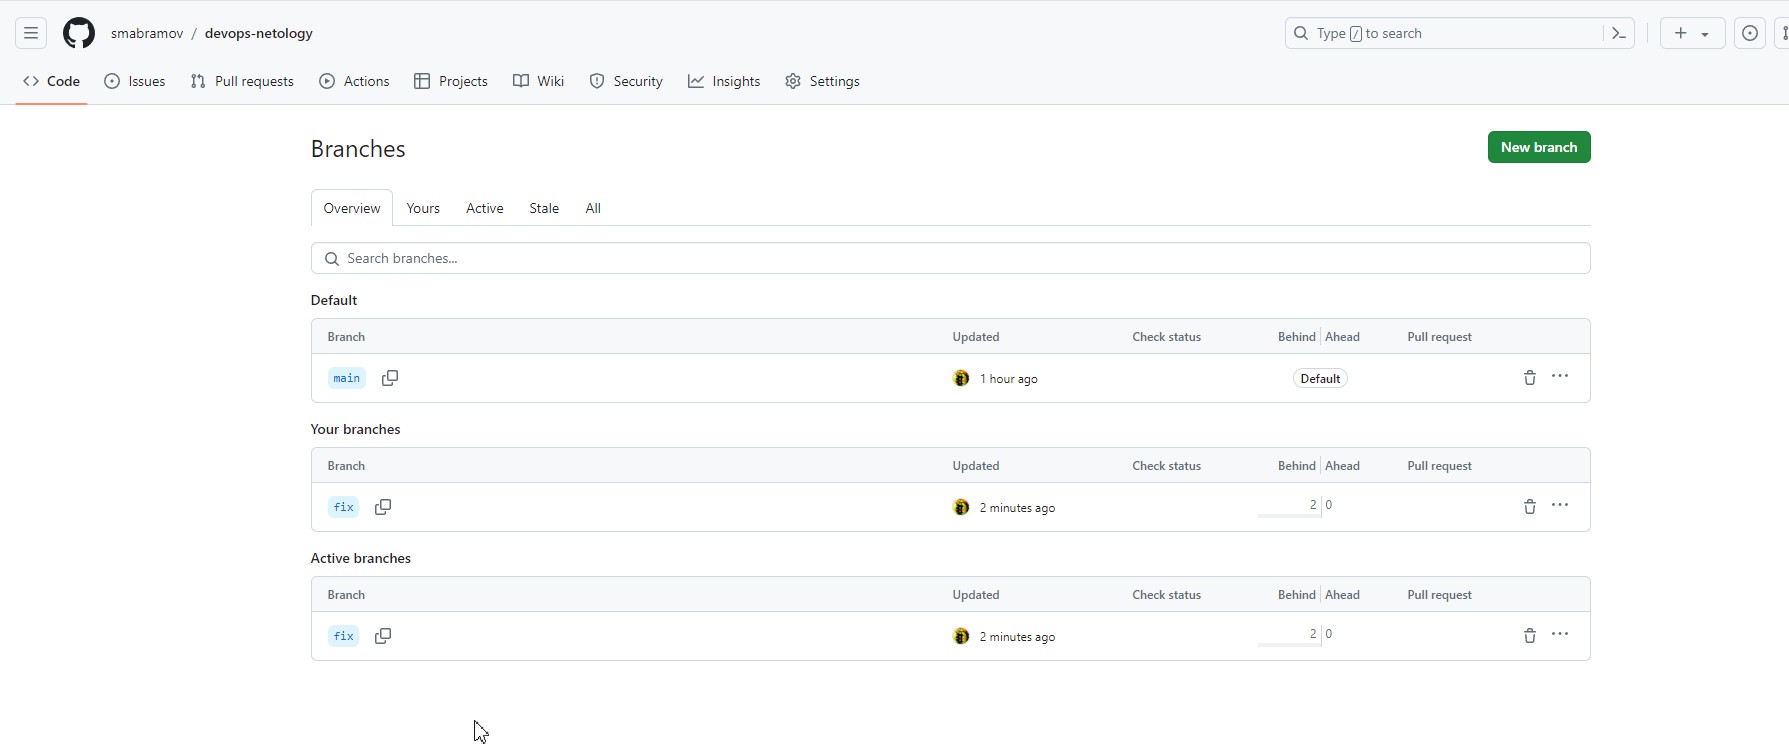 smabramov / devops-netology
Type / to search
Code Issues Pull requests Actions Projects Wiki Security Insights Settings
Branches
New branch
Overview Yours Active Stale All
Search branches...
Default
Branch Updated Check status Behind Ahead Pull request
main 1 hour ago Default
Your branches
Branch Updated Check status Behind Ahead Pull request
fix 2 minutes ago 2 0
Active branches
Branch Updated Check status Behind Ahead Pull request
fix 2 minutes ago 2 0